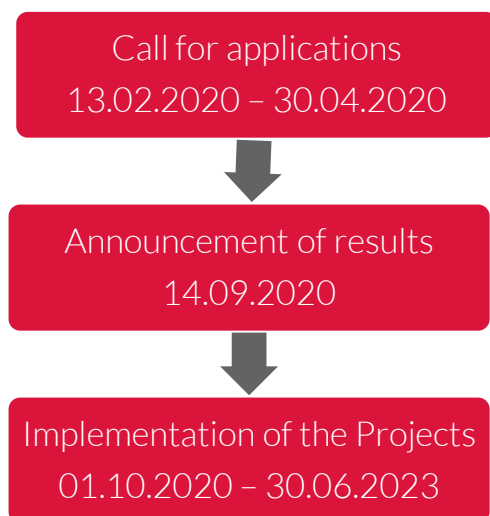 Call for applications
13.02.2020 – 30.04.2020
Announcement of results
14.09.2020
Implementation of the Projects
01.10.2020 – 30.06.2023